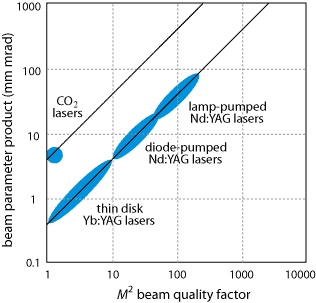 beam parameter product (mm mrad)
1000
100
10
1
0.1
CO2
lasers
lamp-pumped
Nd:YAG lasers
diode-pumped
Nd:YAG lasers
thin disk
Yb:YAG lasers
1
10
100
1000
10000
M² beam quality factor